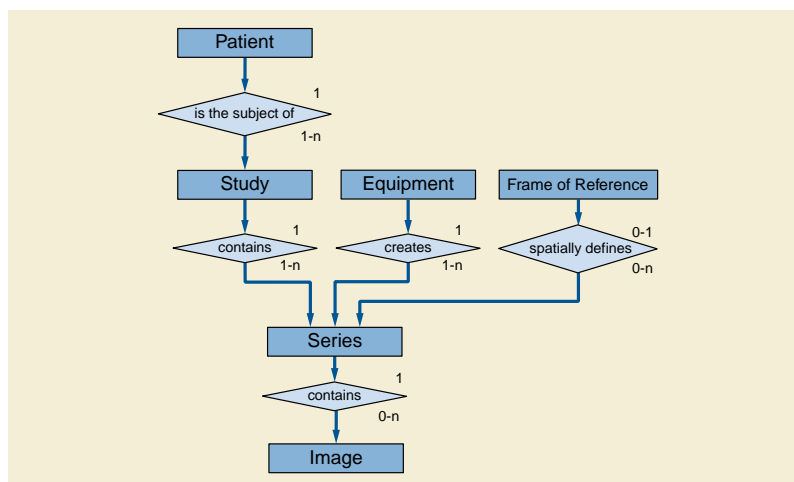 Patient
1
is the subject of
1-n
Study
Equipment
Frame of Reference
1
contains
1-n
1
creates
1-n
0-1
spatially defines
0-n
Series
1
contains
0-n
Image